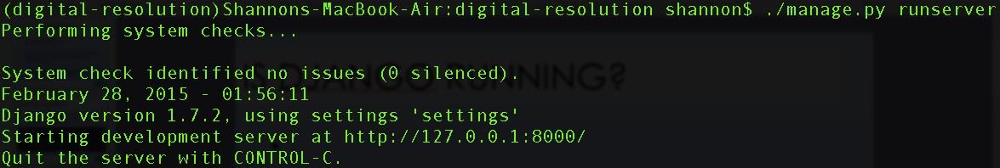 (digital-resolution)Shannons-MacBook-Air:digital-resolution shannon$ ./manage.py runserver
Performing system checks...
System check identified no issues (0 silenced).
February 28, 2015 - 01:56:11
Django version 1.7.2, using settings 'settings'
Starting development server at http://127.0.0.1:8000/
Quit the server with CONTROL-C.
IS DJANGO RUNNING?